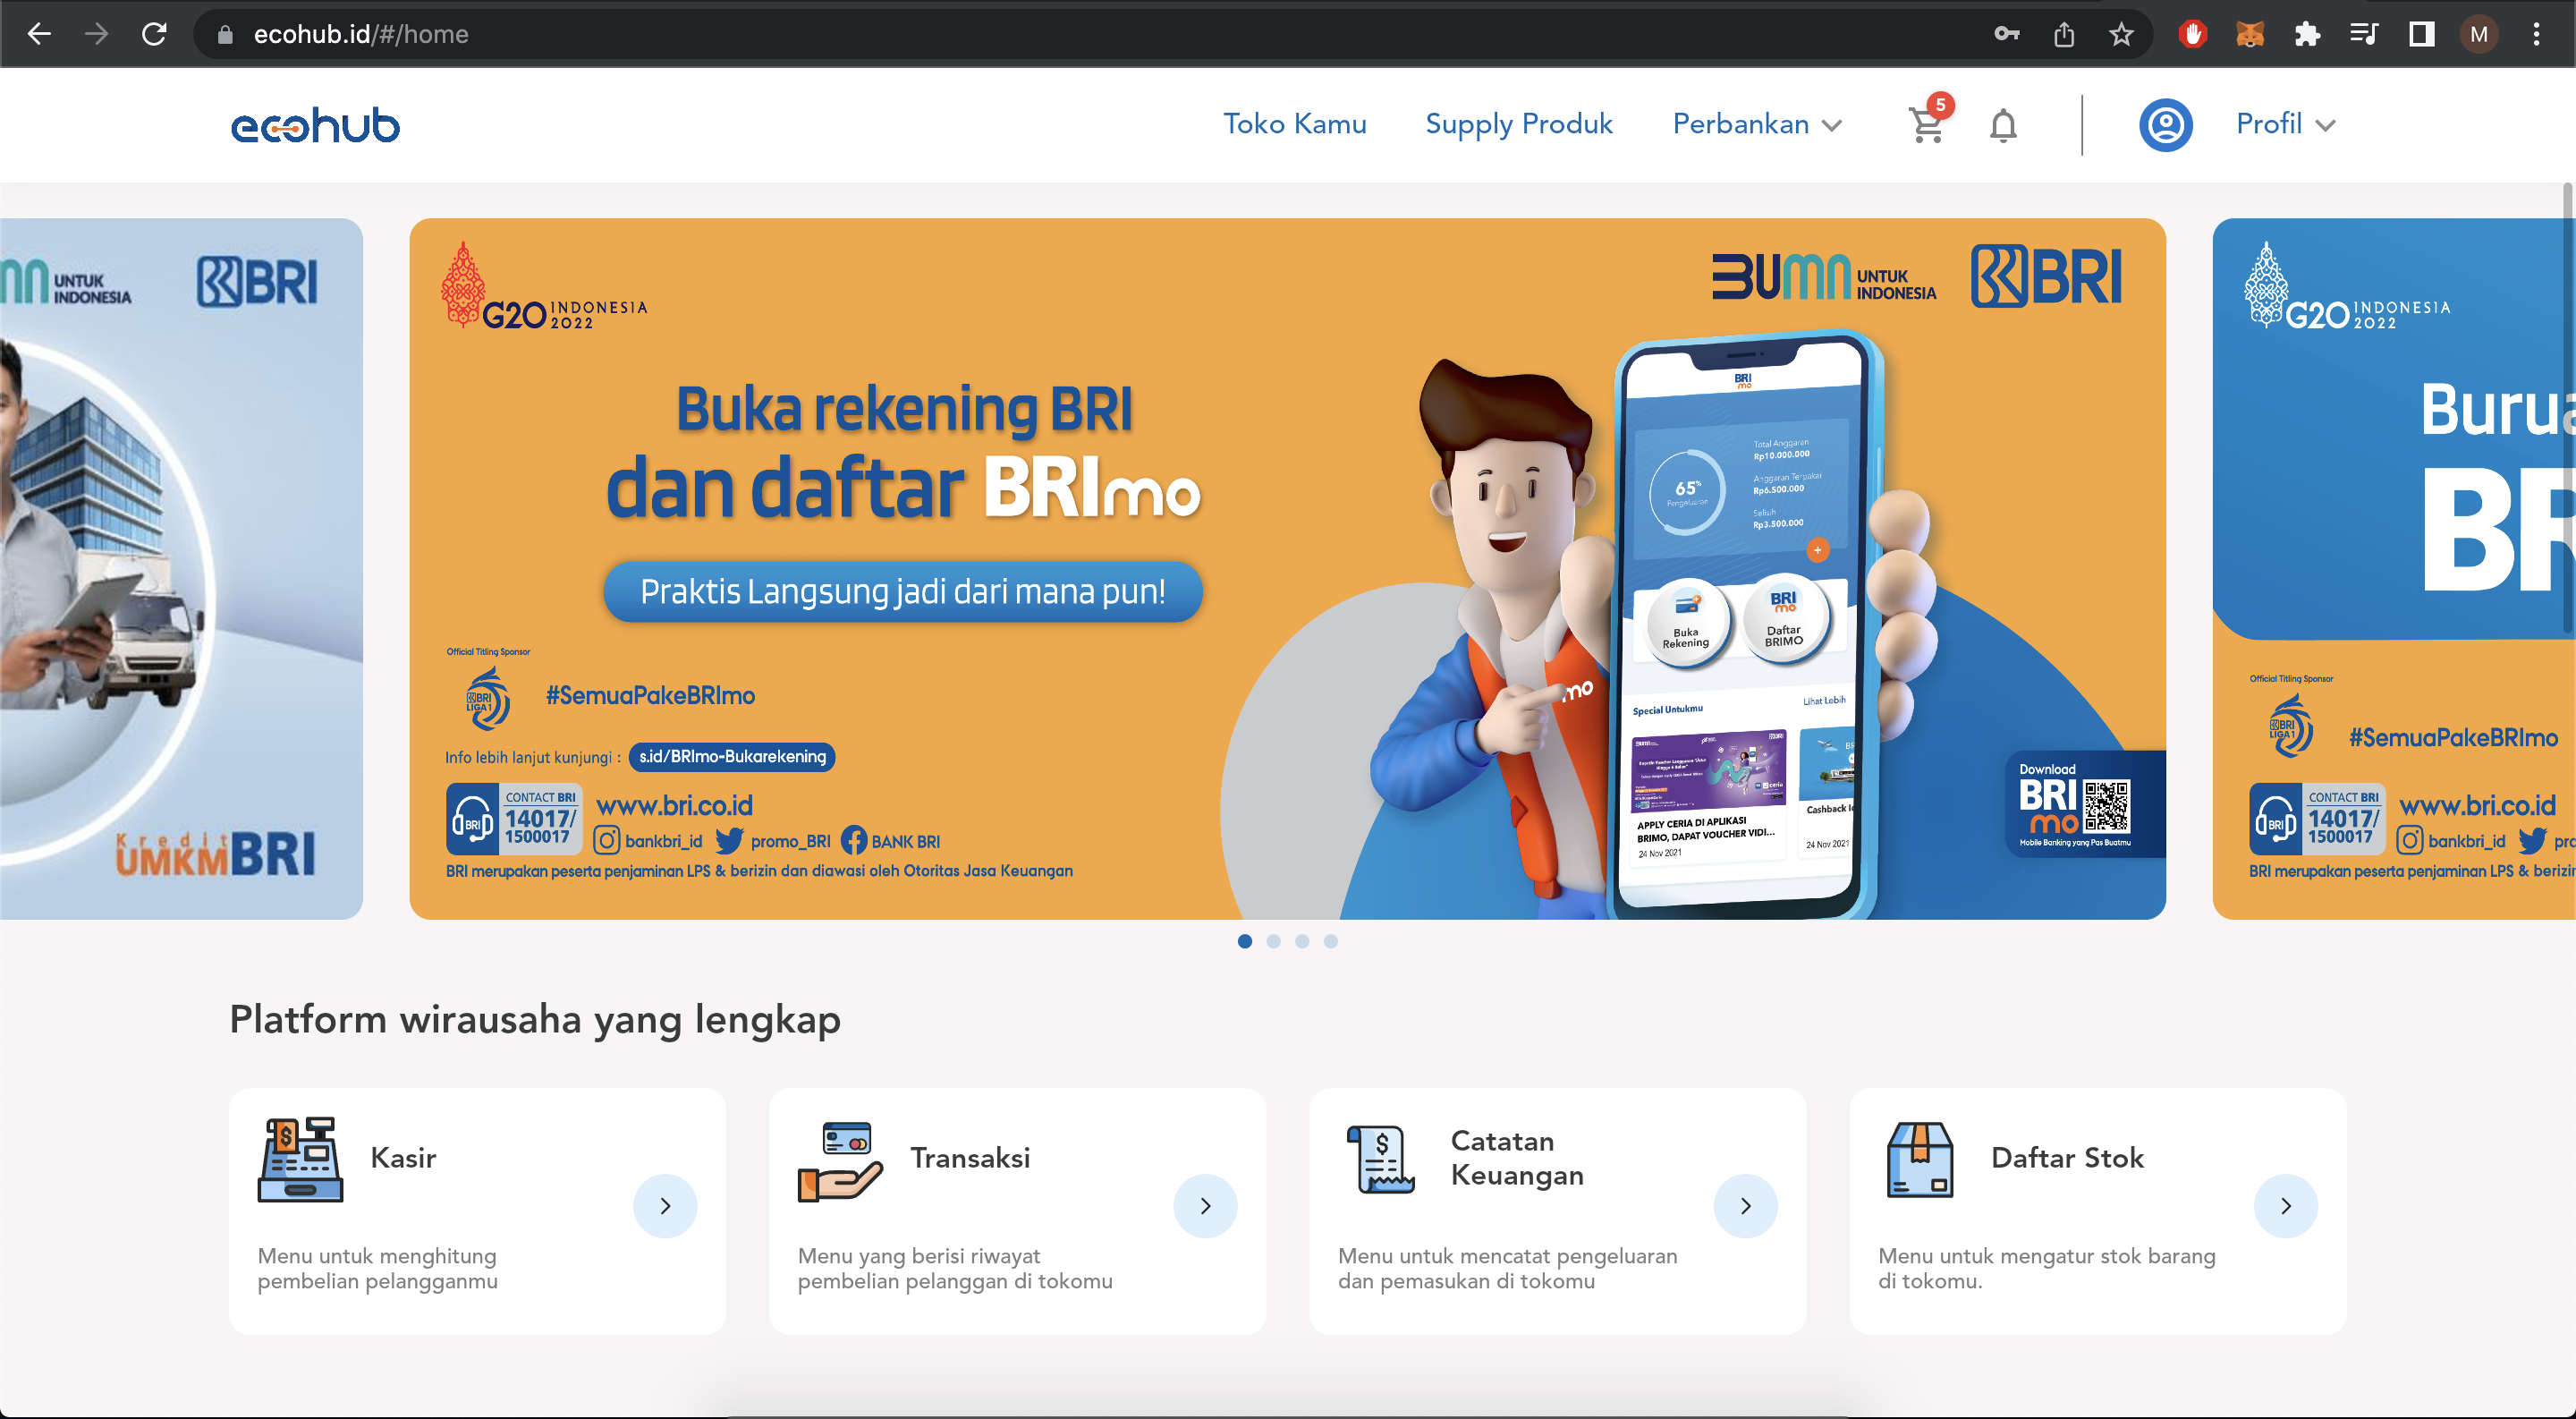 ecohub.id/#/home
M
ecohub
Toko Kamu
Supply Produk
Perbankan
5
Profil
UNTUK
INDONESIA
BRI
Kredit
UMKM BRI
G20 INDONESIA
2022
BUMN UNTUK
INDONESIA
BRI
Buka rekening BRI
dan daftar BRImo
Praktis Langsung jadi dari mana pun!
Official Titling Sponsor
BRI
LIGA 1
#SemuaPakeBRImo
Info lebih lanjut kunjungi : s.id/BRImo-Bukarekening
BRI
CONTACT BRI
14017/
1500017
www.bri.co.id
bankbri_id promo_BRI BANK BRI
BRI merupakan peserta penjaminan LPS & berizin dan diawasi oleh Otoritas Jasa Keuangan
mo
BRI
mo
65%
Pengeluaran
Total Anggaran
Rp10.000.000
Anggaran Terpakai
Rp6.500.000
Selisih
Rp3.500.000
+
Buka
Rekening
BRI
mo
Daftar
BRIMO
Special Untukmu
Lihat Lebih
APPLY CERIA DI APLIKASI
BRIMO, DAPAT VOUCHER VIDI...
24 Nov 2021
Cashback
24 Nov 2021
Download
BRI
mo
Mobile Banking yang Pas Buatmu
G20 INDONESIA
2022
Burua
BR
Official Titling Sponsor
BRI
LIGA 1
#SemuaPakeBRImo
BRI
CONTACT BRI
14017/
1500017
www.bri.co.id
bankbri_id pro
BRI merupakan peserta penjaminan LPS & berizin
Platform wirausaha yang lengkap
Kasir
Menu untuk menghitung
pembelian pelangganmu
Transaksi
Menu yang berisi riwayat
pembelian pelanggan di tokomu
Catatan
Keuangan
Menu untuk mencatat pengeluaran
dan pemasukan di tokomu
Daftar Stok
Menu untuk mengatur stok barang
di tokomu.